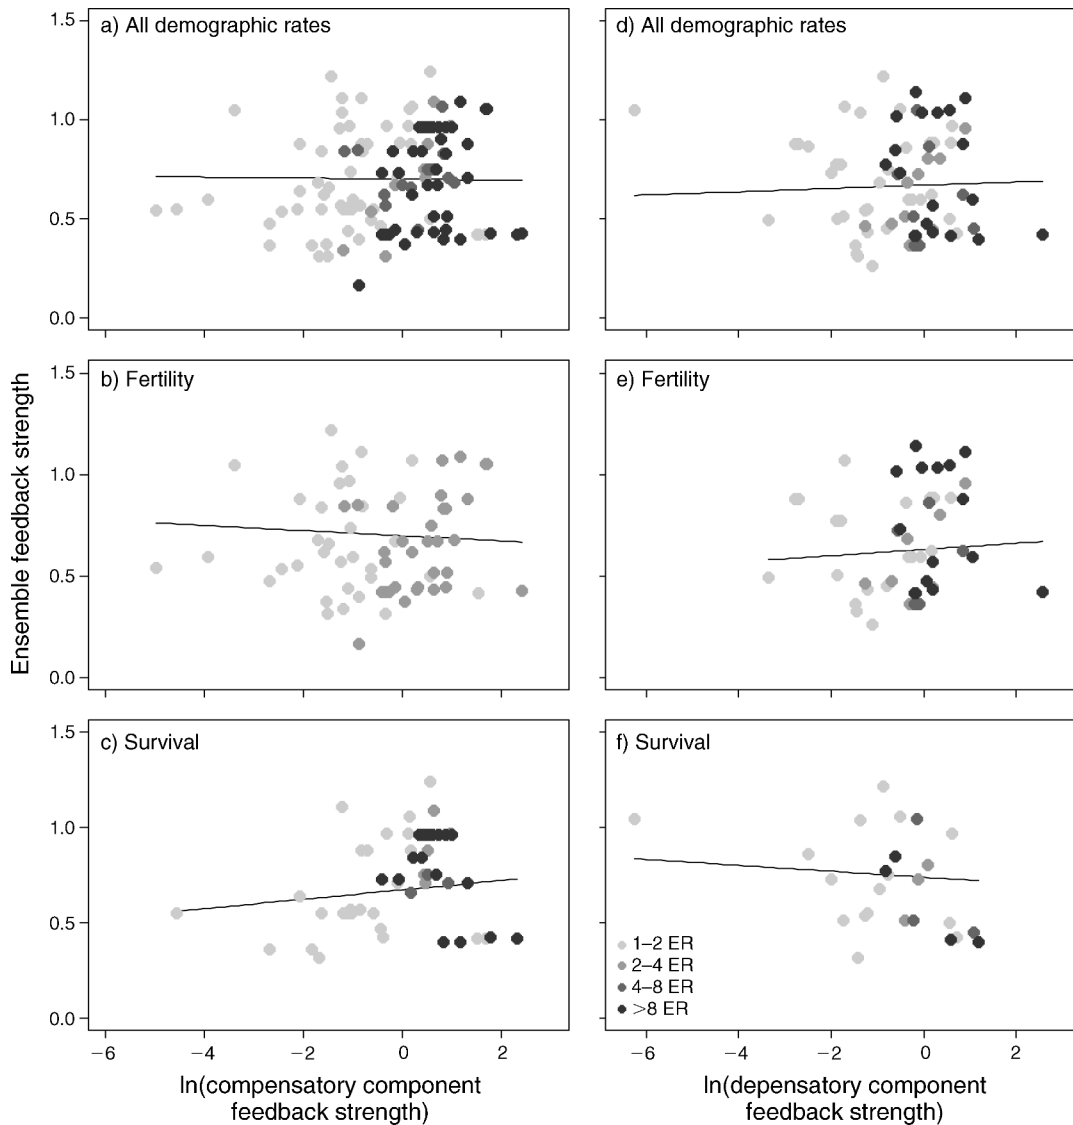 a) All demographic rates
d) All demographic rates
1.5
1.0
0.5
0.0
b) Fertility
e) Fertility
1.5
1.0
0.5
0.0
Ensemble feedback strength
c) Survival
f) Survival
1.5
1.0
0.5
0.0
1–2 ER
2–4 ER
4–8 ER
>8 ER
−6 −4 −2 0 2
−6 −4 −2 0 2
ln(compensatory component
feedback strength)
ln(depensatory component
feedback strength)